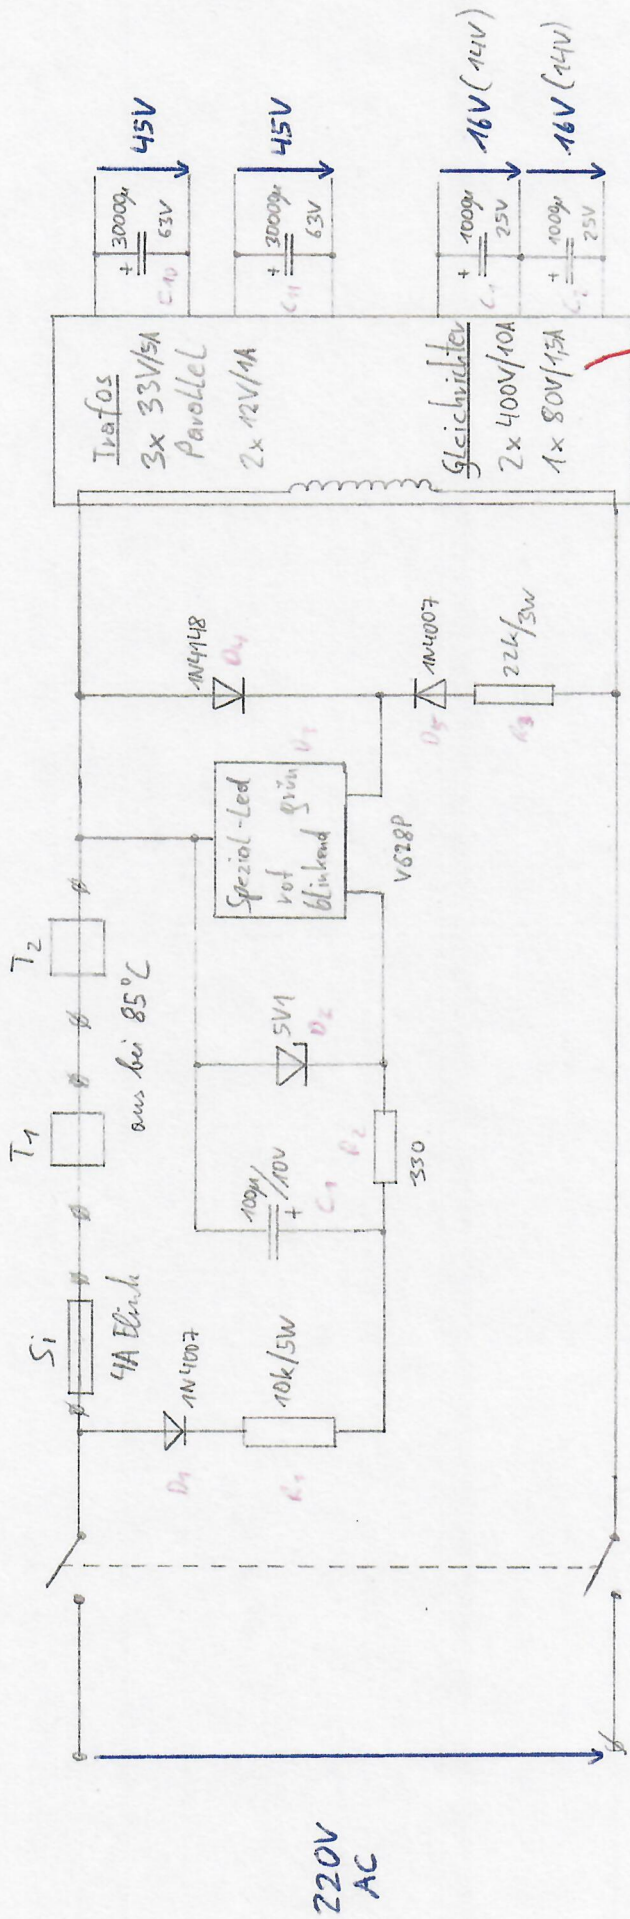 220V
AC
Si
4A Flink
T1
T2
aus bei 85°C
D1
1N4007
R1
10k/5W
100µ
/10V
+
C1
R2
330
5V1
D2
Spezial-Led
rot grün
blinkend
V628P
1N4148
D4
1N4007
D5
R3
22k/3W
Trafos
3x 33V/5A
Parallel
2x 12V/1A
Gleichrichter
2x 400V/10A
1x 80V/1,5A
+
3000µ
63V
C10
45V
+
3000µ
63V
C11
45V
+
1000µ
25V
16V (14V)
+
1000µ
25V
16V (14V)